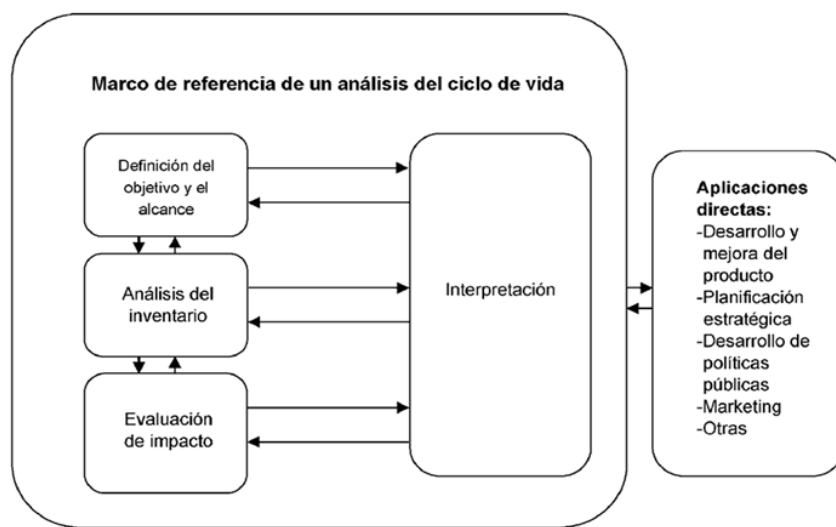 Marco de referencia de un análisis del ciclo de vida
Definición del
objetivo y el
alcance
Análisis del
inventario
Evaluación
de impacto
Interpretación
Aplicaciones
directas:
-Desarrollo y
mejora del
producto
-Planificación
estratégica
-Desarrollo de
políticas
públicas
-Marketing
-Otras